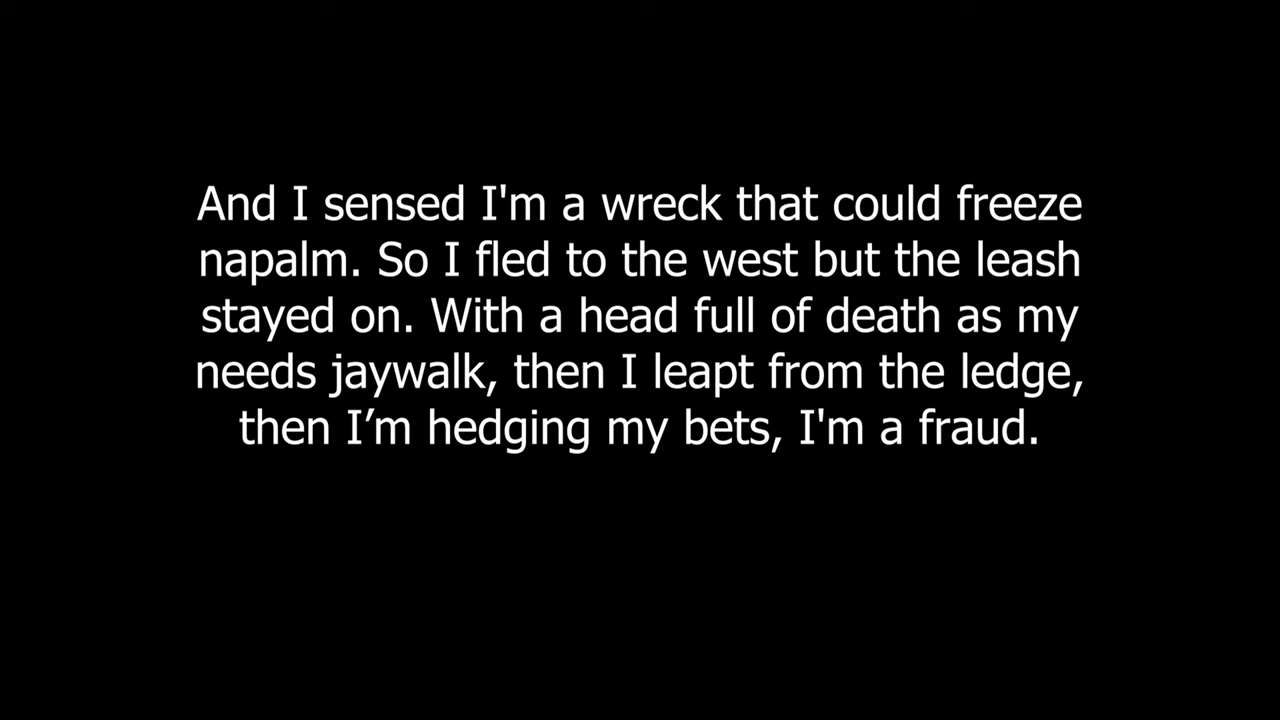 And I sensed I'm a wreck that could freeze
napalm. So I fled to the west but the leash
stayed on. With a head full of death as my
needs jaywalk, then I leapt from the ledge,
then I’m hedging my bets, I'm a fraud.